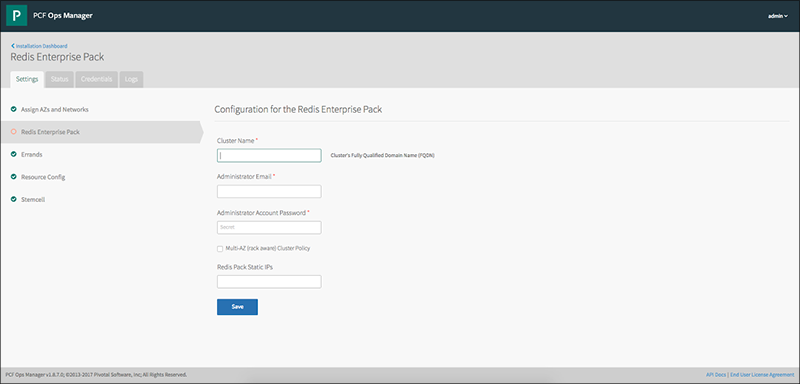 P PCF Ops Manager admin
Installation Dashboard
Redis Enterprise Pack
Settings Status Credentials Logs
Assign AZs and Networks
Redis Enterprise Pack
Errands
Resource Config
Stemcell
Configuration for the Redis Enterprise Pack
Cluster Name *
Cluster's Fully Qualified Domain Name (FQDN)
Administrator Email *
Administrator Account Password *
Secret
Multi-AZ (rack aware) Cluster Policy
Redis Pack Static IPs
Save
PCF Ops Manager v1.8.7.0; ©2013-2017 Pivotal Software, Inc; All Rights Reserved. API Docs | End User License Agreement